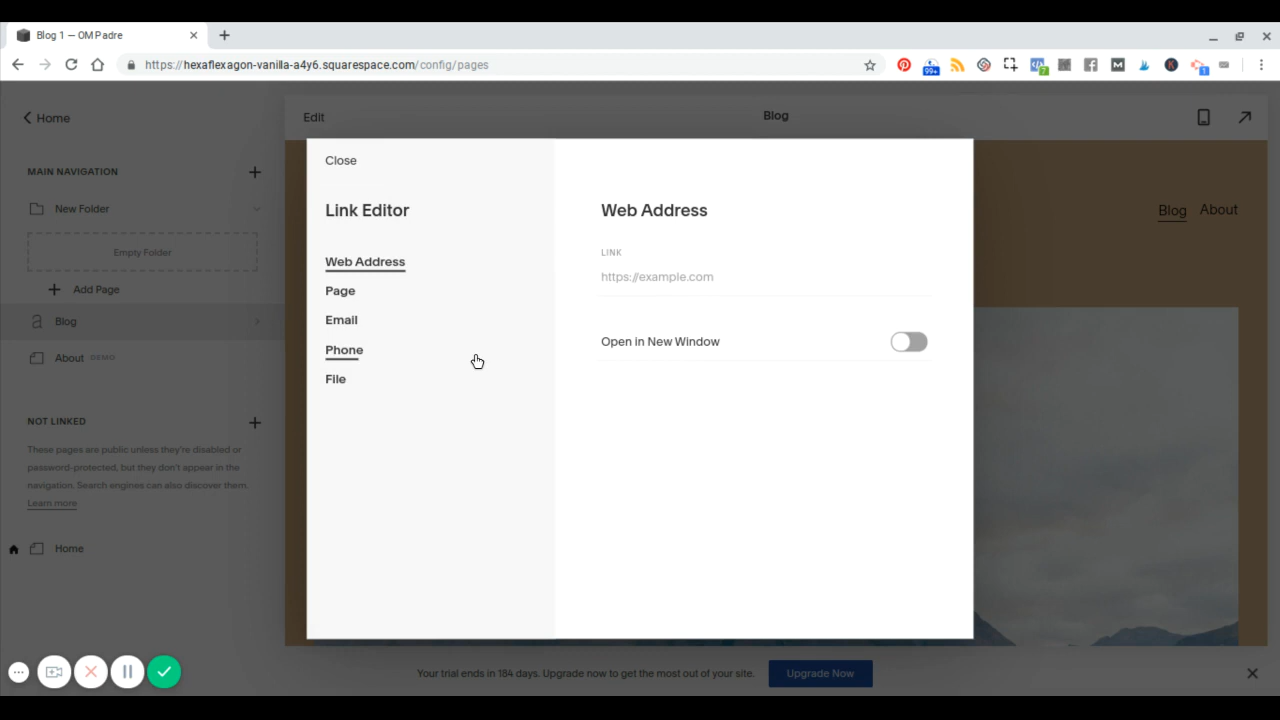 Blog 1 — OM Padre
https://hexaflexagon-vanilla-a4y6.squarespace.com/config/pages
99+
7
M
K
1
Home
Edit
Blog
MAIN NAVIGATION
New Folder
Empty Folder
Add Page
Blog
About DEMO
NOT LINKED
These pages are public unless they're disabled or
password-protected, but they don't appear in the
navigation. Search engines can also discover them.
Learn more
Home
Close
Link Editor
Web Address
Page
Email
Phone
File
Web Address
LINK
https://example.com
Open in New Window
Blog About
Your trial ends in 184 days. Upgrade now to get the most out of your site.
Upgrade Now